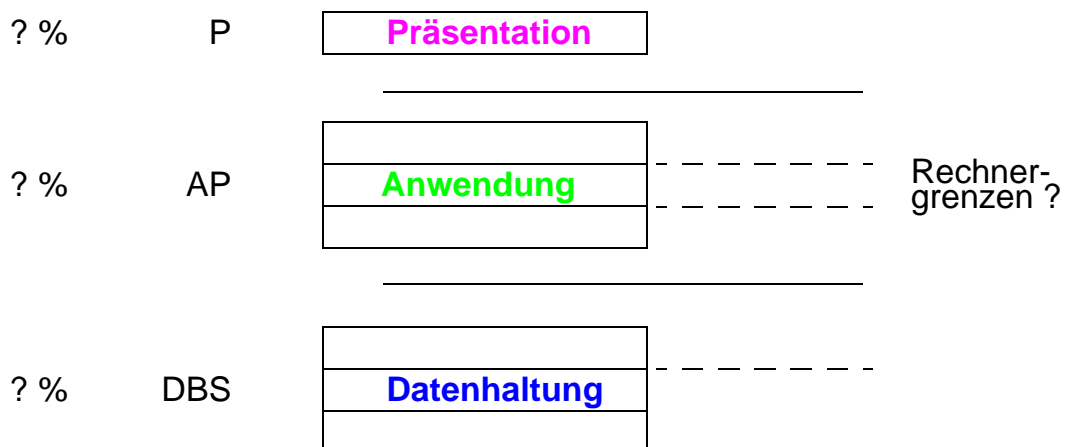 ? % P Präsentation
? % AP Anwendung
Rechner-
grenzen ?
? % DBS Datenhaltung